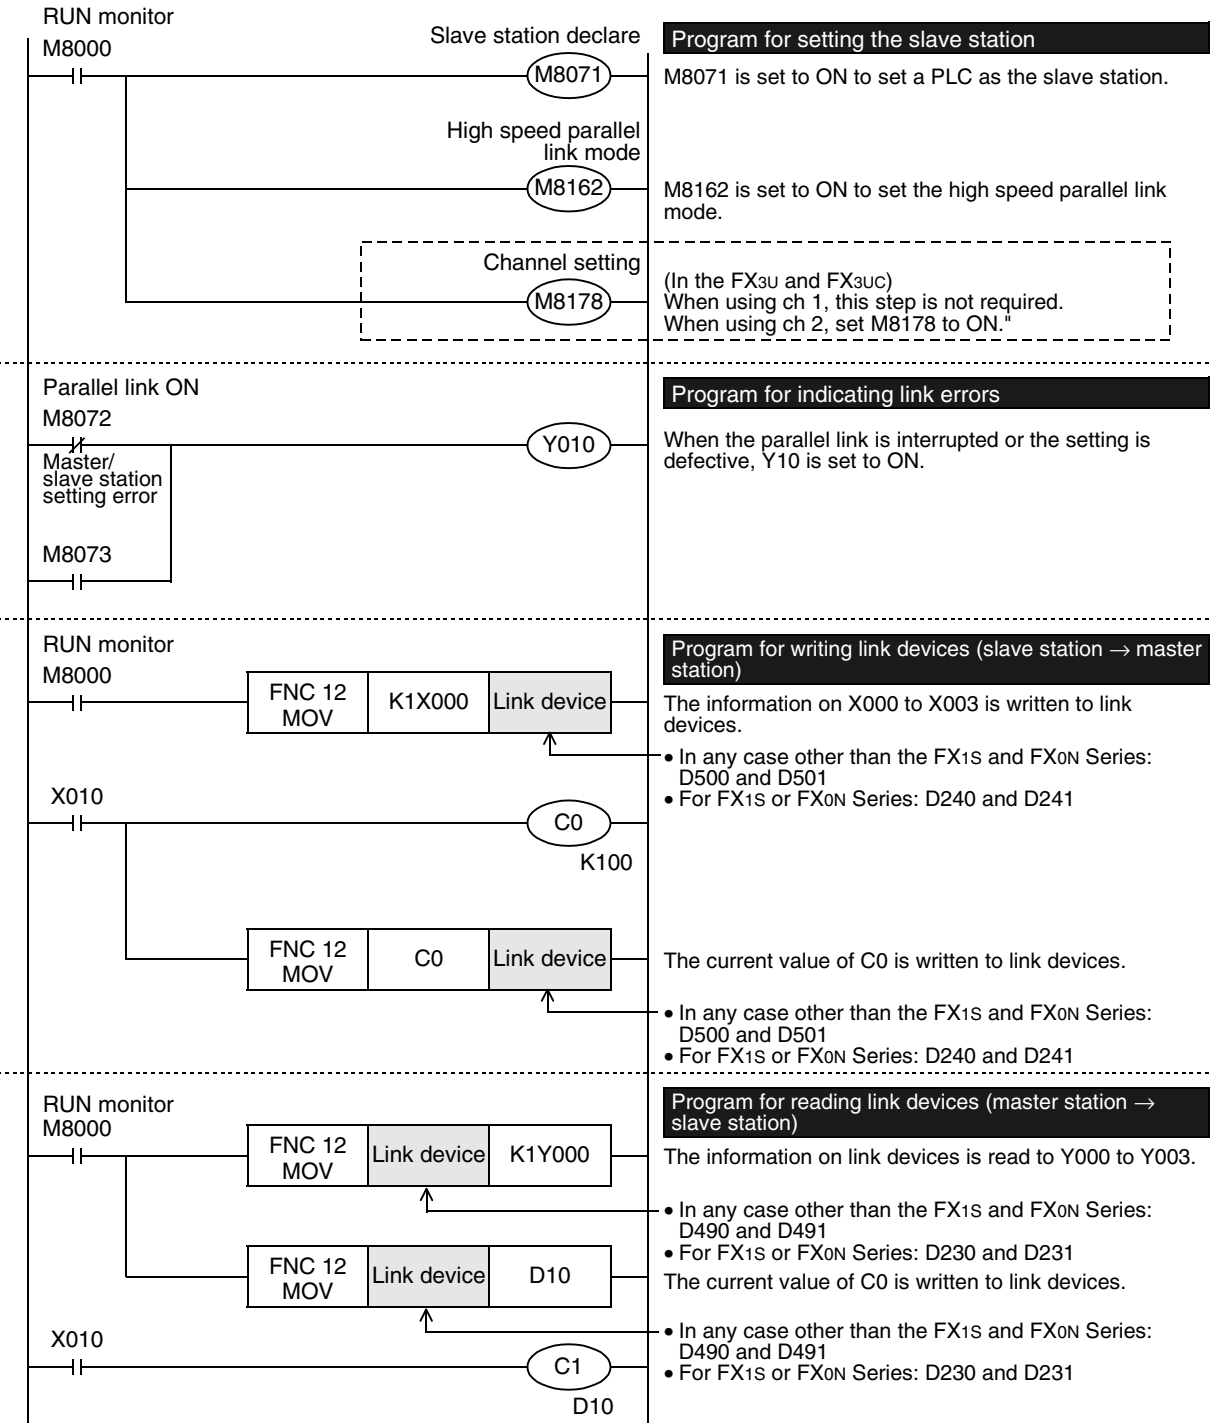 RUN monitor
M8000
Slave station declare
M8071
Program for setting the slave station
M8071 is set to ON to set a PLC as the slave station.
High speed parallel
link mode
M8162
M8162 is set to ON to set the high speed parallel link
mode.
Channel setting
M8178
(In the FX3U and FX3UC)
When using ch 1, this step is not required.
When using ch 2, set M8178 to ON."
Parallel link ON
M8072
Master/
slave station
setting error
M8073
Y010
Program for indicating link errors
When the parallel link is interrupted or the setting is
defective, Y10 is set to ON.
RUN monitor
M8000
FNC 12
MOV
K1X000
Link device
Program for writing link devices (slave station → master
station)
The information on X000 to X003 is written to link
devices.
• In any case other than the FX1S and FX0N Series:
D500 and D501
• For FX1S or FX0N Series: D240 and D241
X010
C0
K100
FNC 12
MOV
C0
Link device
The current value of C0 is written to link devices.
• In any case other than the FX1S and FX0N Series:
D500 and D501
• For FX1S or FX0N Series: D240 and D241
RUN monitor
M8000
FNC 12
MOV
Link device
K1Y000
Program for reading link devices (master station →
slave station)
The information on link devices is read to Y000 to Y003.
• In any case other than the FX1S and FX0N Series:
D490 and D491
• For FX1S or FX0N Series: D230 and D231
FNC 12
MOV
Link device
D10
The current value of C0 is written to link devices.
• In any case other than the FX1S and FX0N Series:
D490 and D491
• For FX1S or FX0N Series: D230 and D231
X010
C1
D10